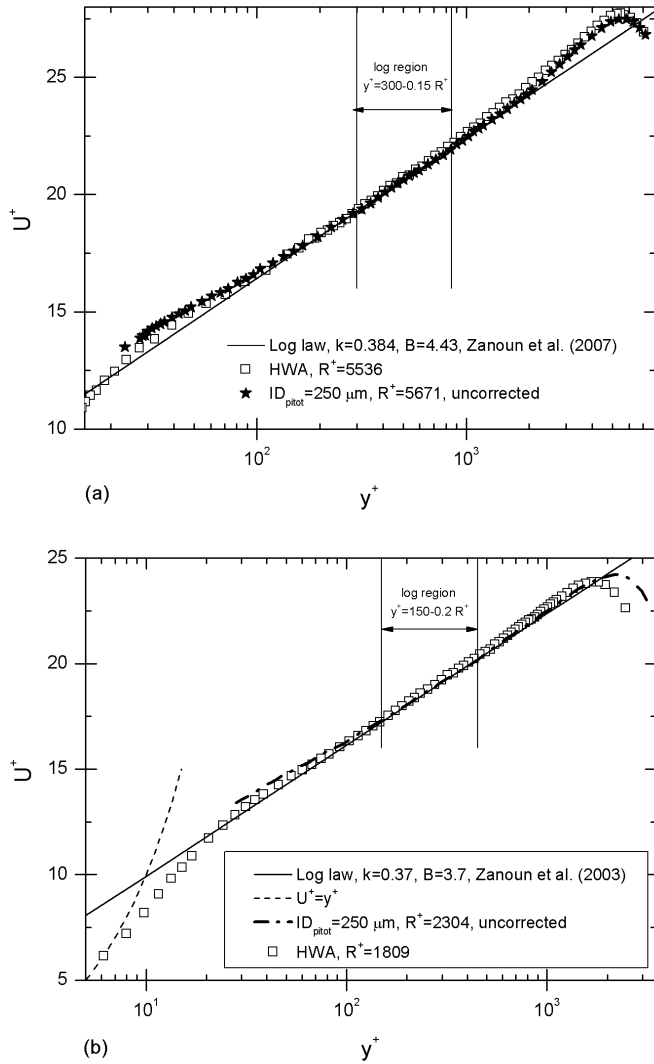 25
20
15
10
U⁺
log region
y⁺=300-0.15 R⁺
Log law, k=0.384, B=4.43, Zanoun et al. (2007)
HWA, R⁺=5536
ID_pitot=250 μm, R⁺=5671, uncorrected
10² 10³
y⁺
(a)
25
20
15
10
5
U⁺
log region
y⁺=150-0.2 R⁺
Log law, k=0.37, B=3.7, Zanoun et al. (2003)
U⁺=y⁺
ID_pitot=250 μm, R⁺=2304, uncorrected
HWA, R⁺=1809
10¹ 10² 10³
y⁺
(b)